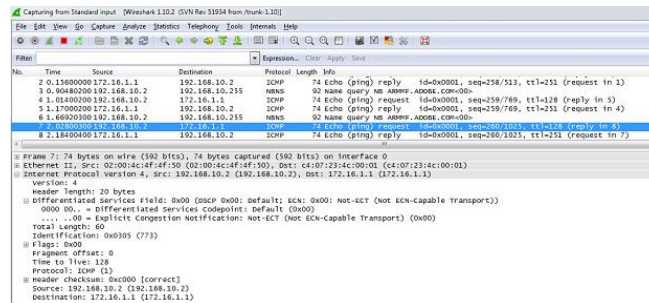 Capturing from Standard input [Wireshark 1.10.2 (SVN Rev 51934 from /trunk-1.10)]
File Edit View Go Capture Analyze Statistics Telephony Tools Internals Help
Filter: Expression... Clear Apply Save
No. Time Source Destination Protocol Length Info
2 0.15600000 172.16.1.1 192.168.10.2 ICMP 74 Echo (ping) reply id=0x0001, seq=258/513, ttl=251 (request in 1)
3 0.90480200 192.168.10.2 192.168.10.255 NBNS 92 Name query NB ARMMF.ADOBE.COM<00>
4 1.01400200 192.168.10.2 172.16.1.1 ICMP 74 Echo (ping) request id=0x0001, seq=259/769, ttl=128 (reply in 5)
5 1.17000200 172.16.1.1 192.168.10.2 ICMP 74 Echo (ping) reply id=0x0001, seq=259/769, ttl=251 (request in 4)
6 1.66920300 192.168.10.2 192.168.10.255 NBNS 92 Name query NB ARMMF.ADOBE.COM<00>
7 2.02800300 192.168.10.2 172.16.1.1 ICMP 74 Echo (ping) request id=0x0001, seq=260/1025, ttl=128 (reply in 8)
8 2.18400400 172.16.1.1 192.168.10.2 ICMP 74 Echo (ping) reply id=0x0001, seq=260/1025, ttl=251 (request in 7)
Frame 7: 74 bytes on wire (592 bits), 74 bytes captured (592 bits) on interface 0
Ethernet II, Src: 02:00:4c:4f:4f:50 (02:00:4c:4f:4f:50), Dst: c4:07:23:4c:00:01 (c4:07:23:4c:00:01)
Internet Protocol Version 4, Src: 192.168.10.2 (192.168.10.2), Dst: 172.16.1.1 (172.16.1.1)
Version: 4
Header length: 20 bytes
Differentiated Services Field: 0x00 (DSCP 0x00: Default; ECN: 0x00: Not-ECT (Not ECN-Capable Transport))
0000 00.. = Differentiated Services Codepoint: Default (0x00)
.... ..00 = Explicit Congestion Notification: Not-ECT (Not ECN-Capable Transport) (0x00)
Total Length: 60
Identification: 0x0305 (773)
Flags: 0x00
Fragment offset: 0
Time to live: 128
Protocol: ICMP (1)
Header checksum: 0xc000 [correct]
Source: 192.168.10.2 (192.168.10.2)
Destination: 172.16.1.1 (172.16.1.1)